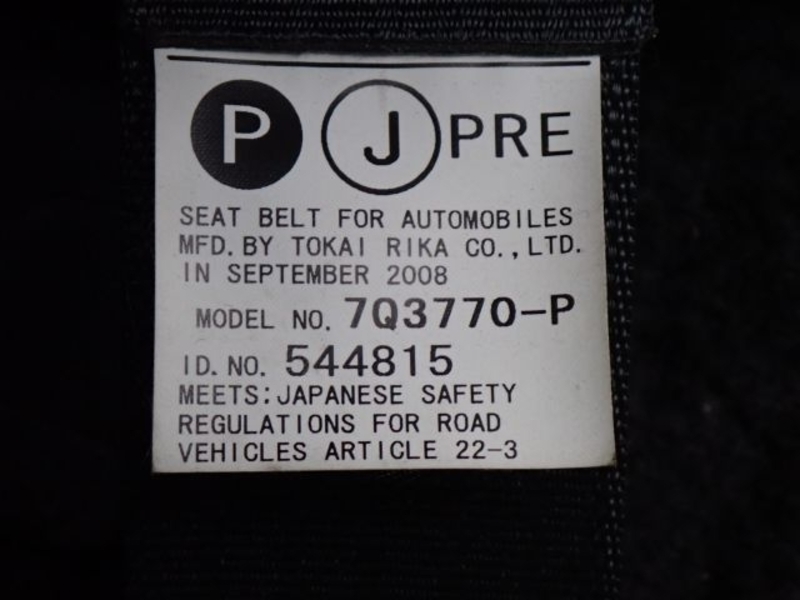 P J PRE
SEAT BELT FOR AUTOMOBILES
MFD. BY TOKAI RIKA CO., LTD.
IN SEPTEMBER 2008
MODEL NO. 7Q3770-P
ID. NO. 544815
MEETS: JAPANESE SAFETY
REGULATIONS FOR ROAD
VEHICLES ARTICLE 22-3